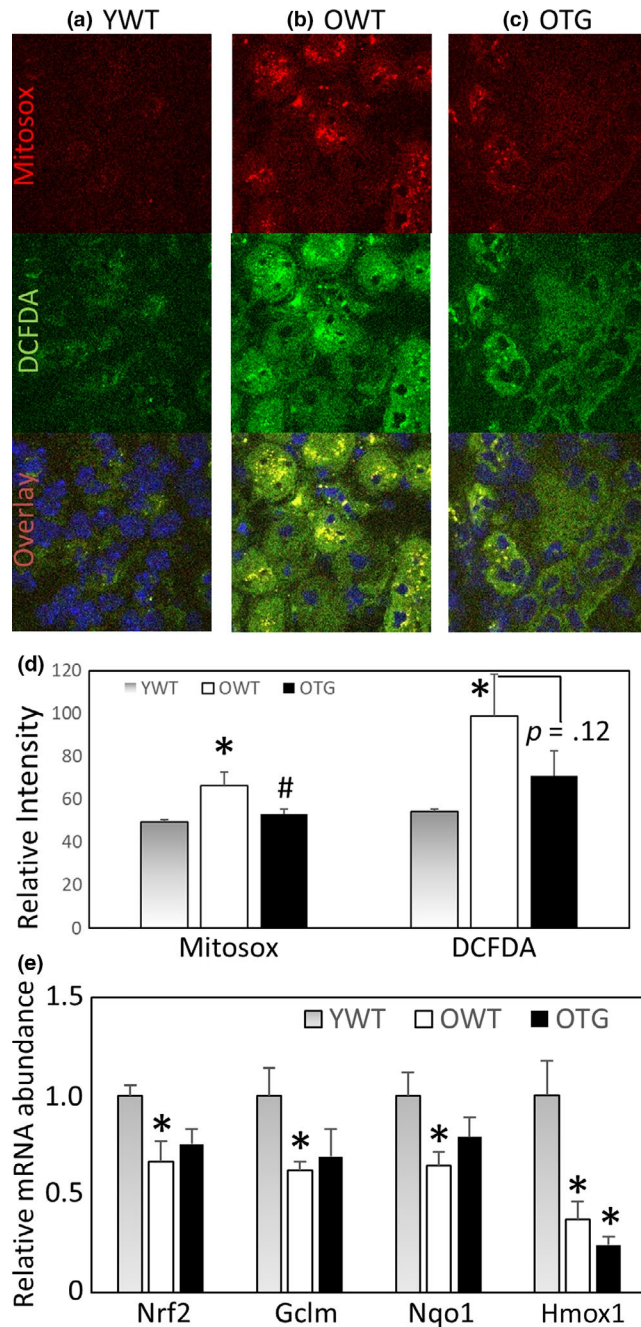 (a) YWT
(b) OWT
(c) OTG
Mitosox
DCFDA
Overlay
(d)
120
100
80
60
40
20
0
Relative Intensity
YWT OWT OTG
*
#
*
p = .12
Mitosox DCFDA
(e)
1.5
1.0
0.5
0
Relative mRNA abundance
YWT OWT OTG
*
*
*
*
*
Nrf2 Gclm Nqo1 Hmox1